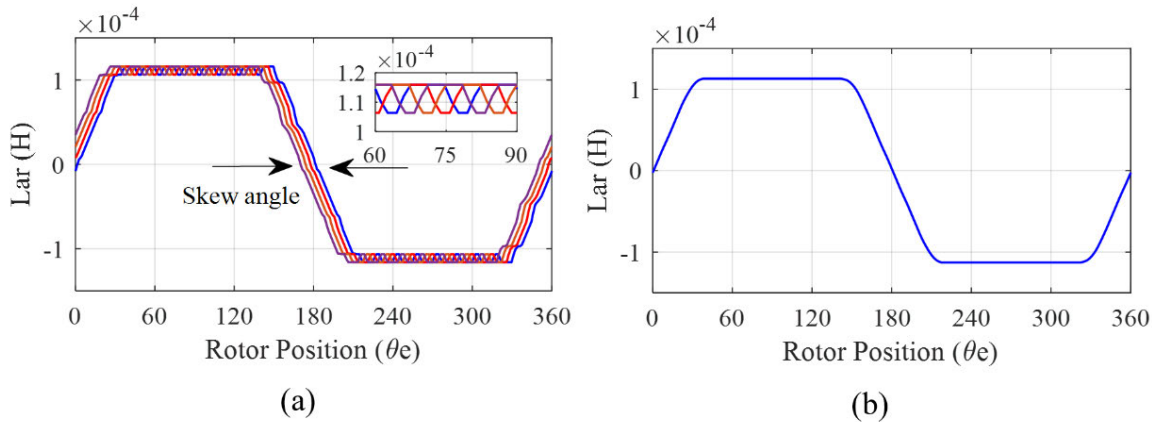 (a)
×10⁻⁴
Lar (H)
1
0
-1
0 60 120 180 240 300 360
Rotor Position (θe)
Skew angle
×10⁻⁴
1.2
1.1
1
60 75 90
(b)
×10⁻⁴
Lar (H)
1
0
-1
0 60 120 180 240 300 360
Rotor Position (θe)